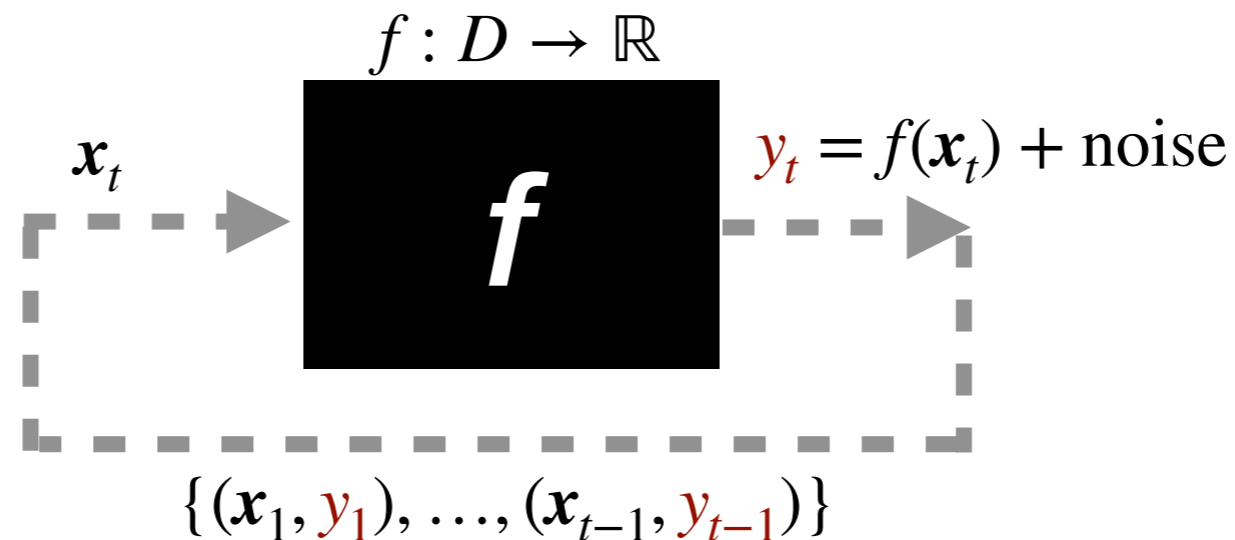 f : D → ℝ
x_t
f
y_t = f(x_t) + noise
{(x_1, y_1), …, (x_{t−1}, y_{t−1})}